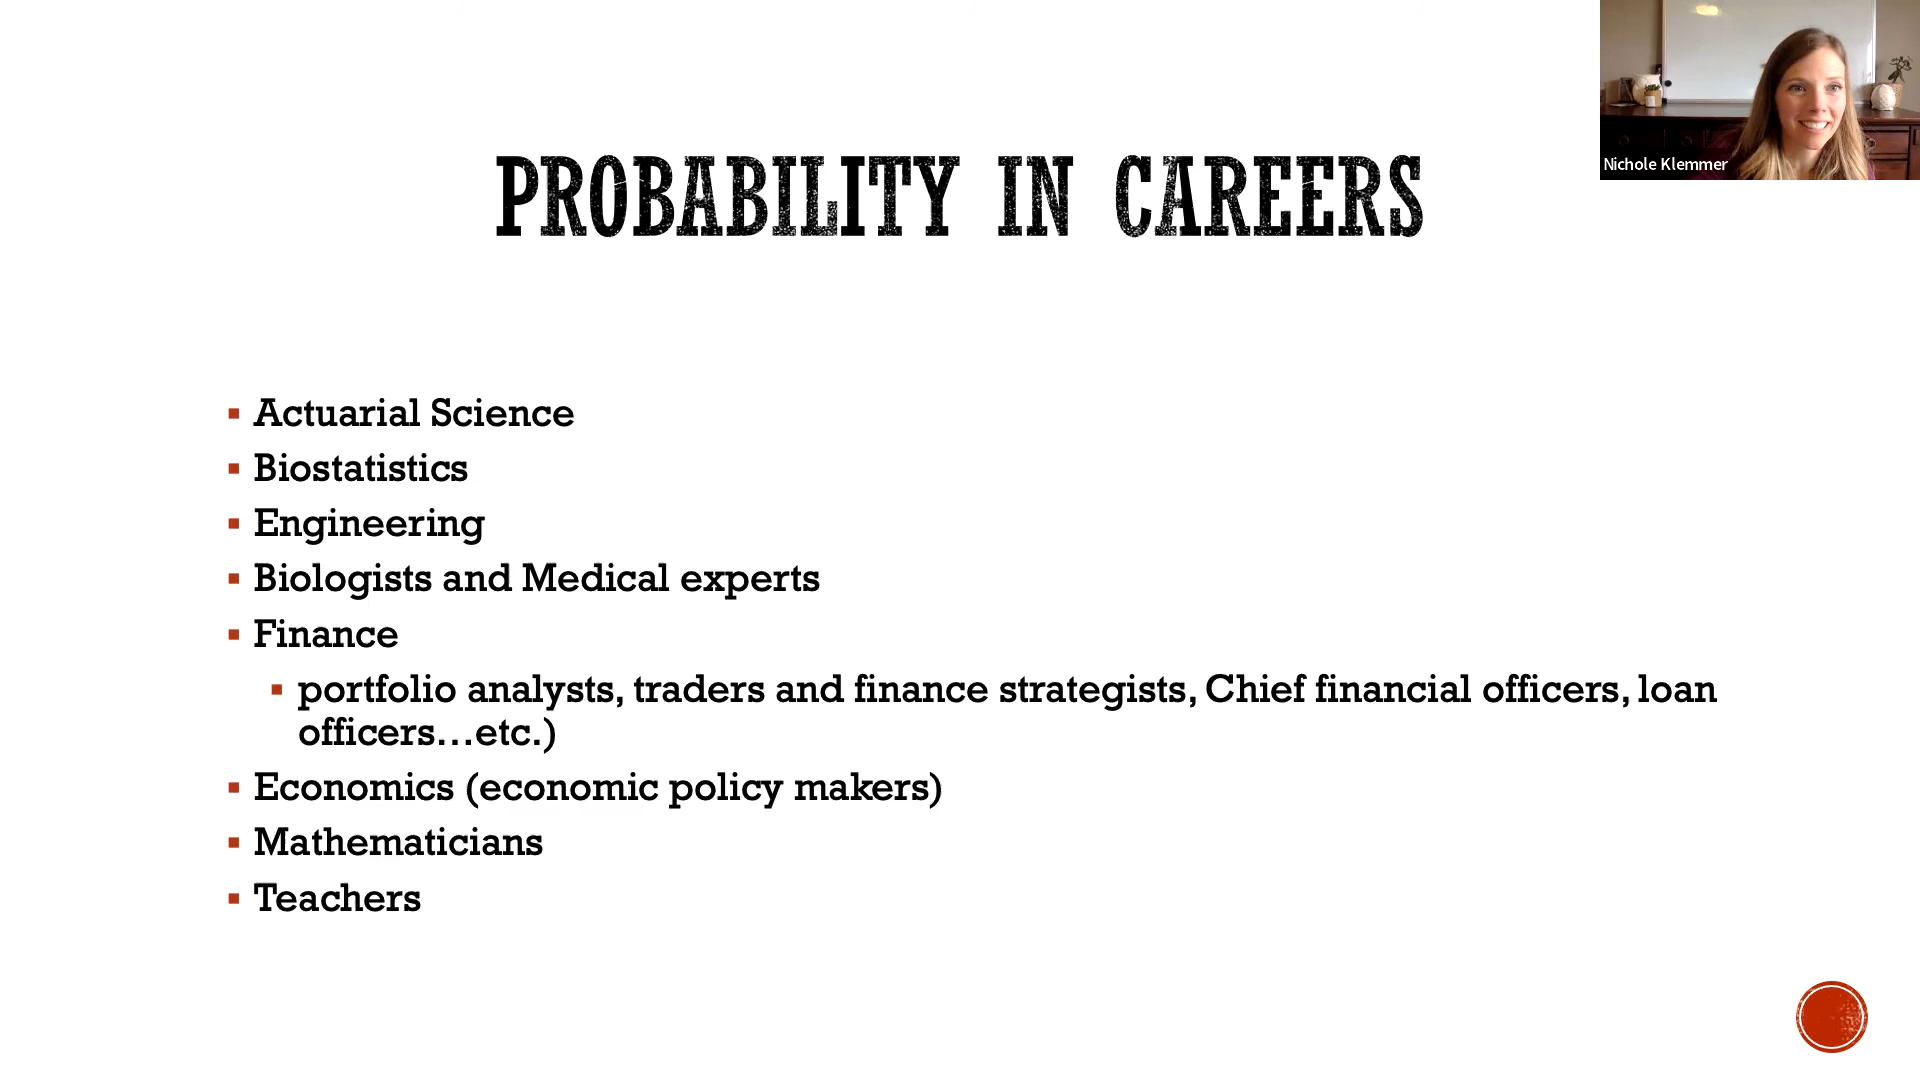 Nichole Klemmer
PROBABILITY IN CAREERS
Actuarial Science
Biostatistics
Engineering
Biologists and Medical experts
Finance
portfolio analysts, traders and finance strategists, Chief financial officers, loan
officers...etc.)
Economics (economic policy makers)
Mathematicians
Teachers